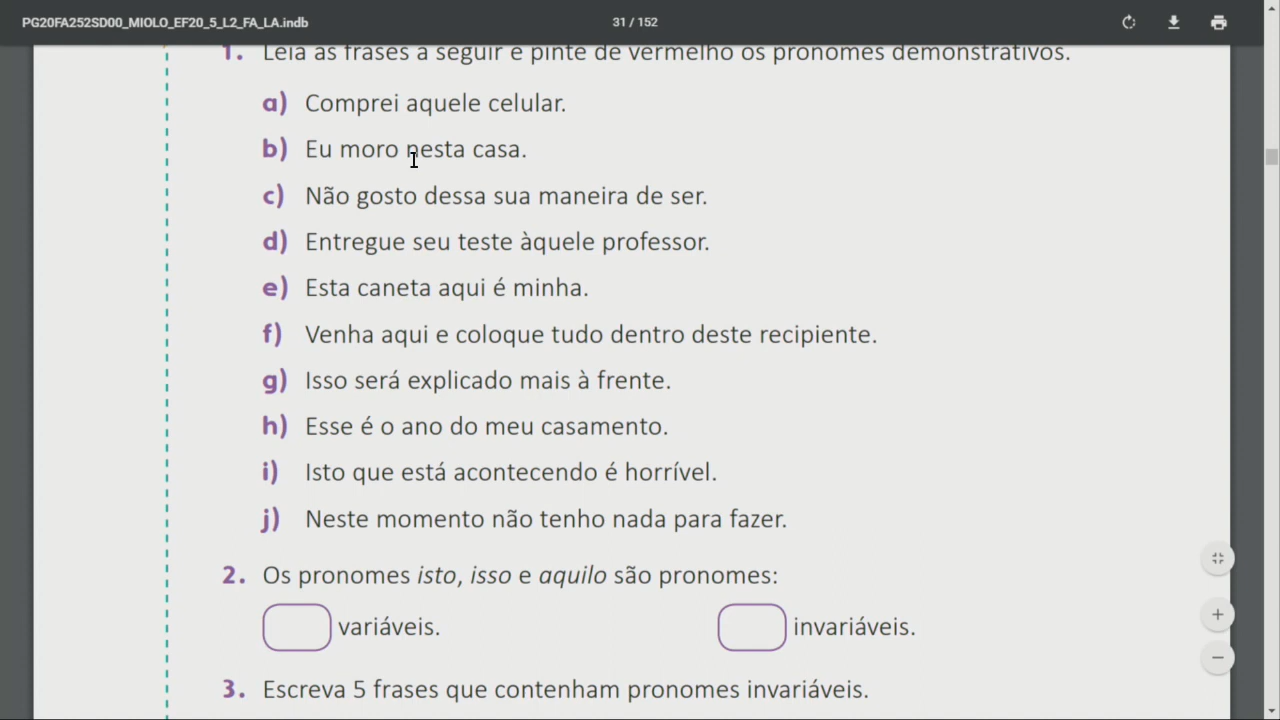 PG20FA252SD00_MIOLO_EF20_5_L2_FA_LA.indb
31 / 152
1. Leia as frases a seguir e pinte de vermelho os pronomes demonstrativos.
a) Comprei aquele celular.
b) Eu moro nesta casa.
c) Não gosto dessa sua maneira de ser.
d) Entregue seu teste àquele professor.
e) Esta caneta aqui é minha.
f) Venha aqui e coloque tudo dentro deste recipiente.
g) Isso será explicado mais à frente.
h) Esse é o ano do meu casamento.
i) Isto que está acontecendo é horrível.
j) Neste momento não tenho nada para fazer.
2. Os pronomes isto, isso e aquilo são pronomes:
variáveis. invariáveis.
3. Escreva 5 frases que contenham pronomes invariáveis.